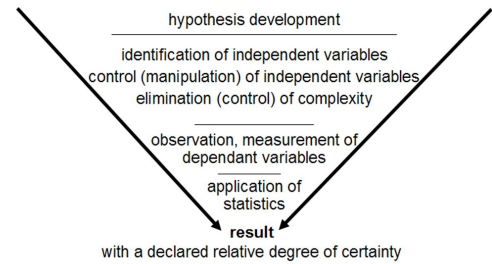 hypothesis development
identification of independent variables
control (manipulation) of independent variables
elimination (control) of complexity
observation, measurement of
dependant variables
application of
statistics
result
with a declared relative degree of certainty